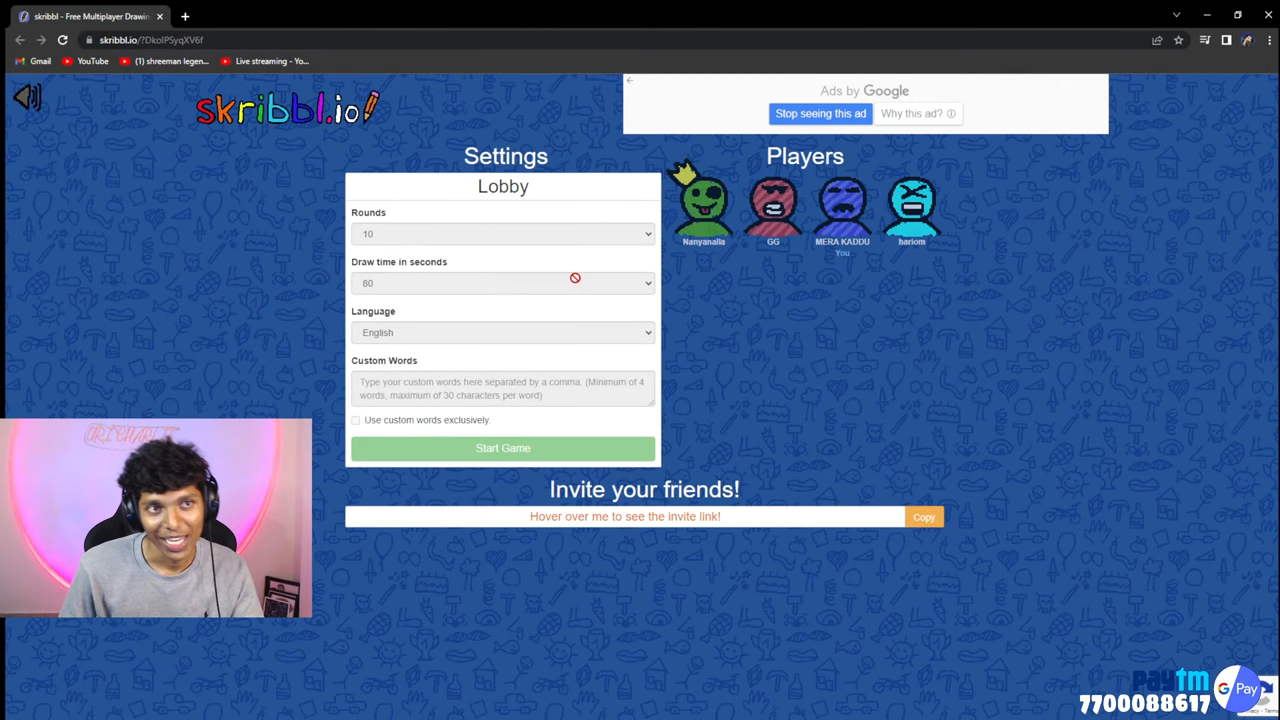 skribbl - Free Multiplayer Drawin
skribbl.io/?DkoIPSyqXV6f
Gmail
YouTube
(1) shreeman legen...
Live streaming - Yo...
skribbl.io
Ads by Google
Stop seeing this ad
Why this ad?
Settings
Players
Lobby
Rounds
10
Nanyanalla
GG
MERA KADDU
hariom
You
Draw time in seconds
80
Language
English
Custom Words
Type your custom words here separated by a comma. (Minimum of 4
words, maximum of 30 characters per word)
Use custom words exclusively.
Start Game
Invite your friends!
Hover over me to see the invite link!
Copy
paytm
G Pay
7700088617